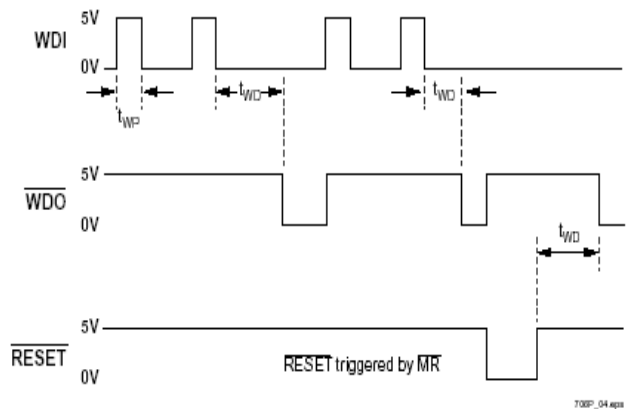 5V
WDI
0V
tWD
tWD
tWP
5V
WDO
0V
tWD
5V
RESET
RESET triggered by MR
0V
706P_04.eps